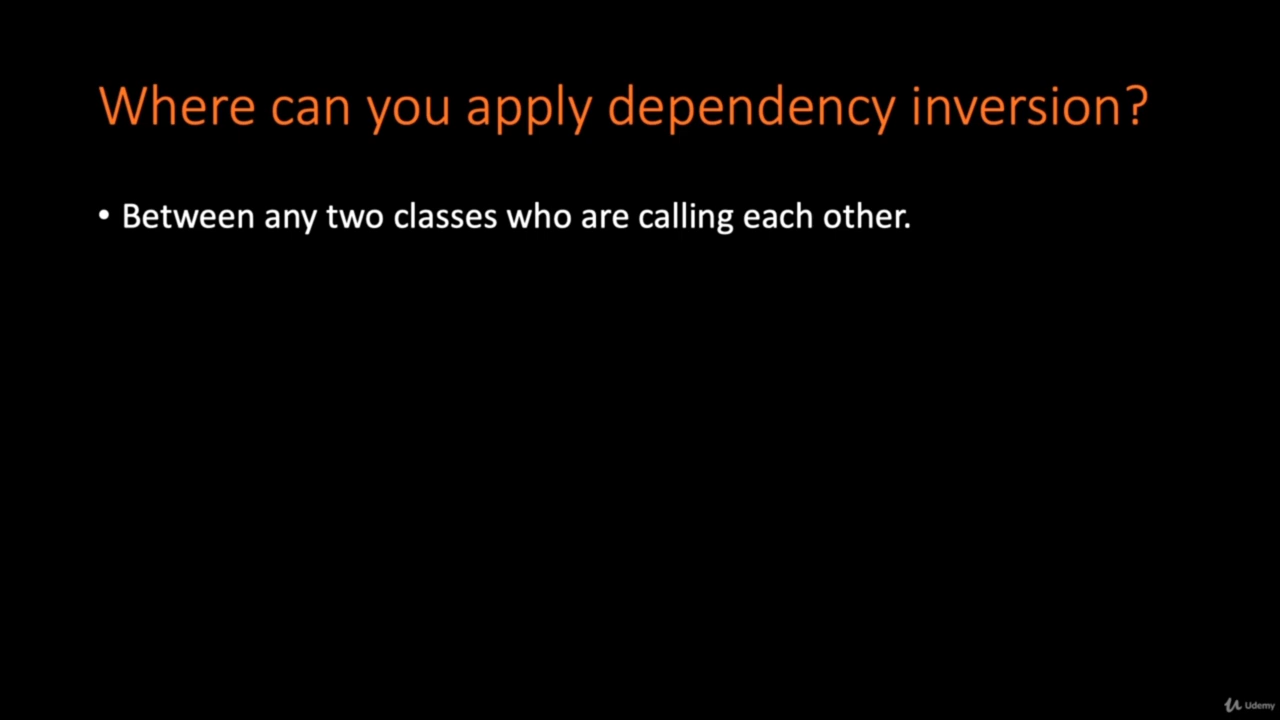 Where can you apply dependency inversion?
• Between any two classes who are calling each other.
Udemy